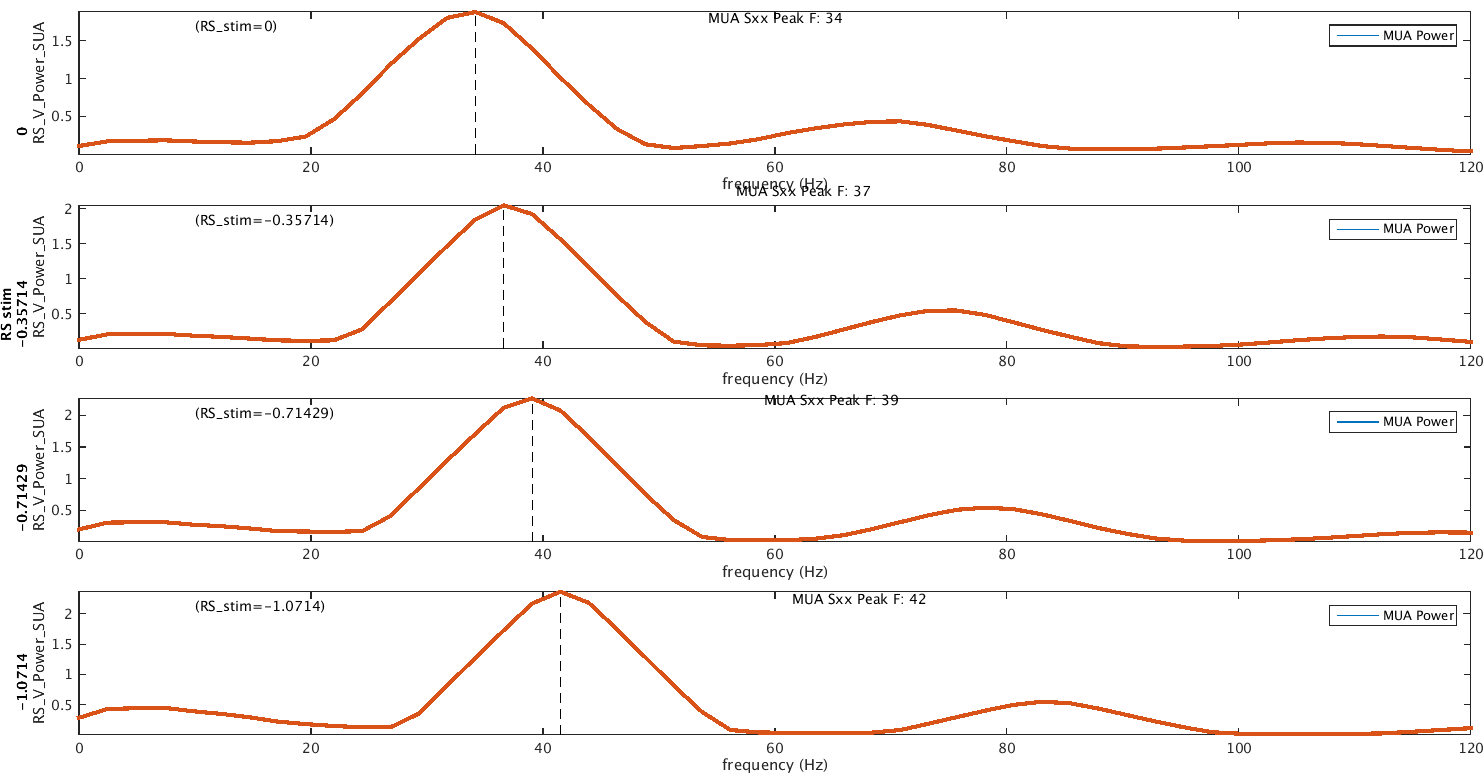 MUA Sxx Peak F: 34
(RS_stim=0)
MUA Power
1.5
1
0.5
0
RS_V_Power_SUA
0 20 40 60 80 100 120
frequency (Hz)
MUA Sxx Peak F: 37
(RS_stim=−0.35714)
MUA Power
2
1.5
1
0.5
RS stim
−0.35714
RS_V_Power_SUA
0 20 40 60 80 100 120
frequency (Hz)
MUA Sxx Peak F: 39
(RS_stim=−0.71429)
MUA Power
2
1.5
1
0.5
−0.71429
RS_V_Power_SUA
0 20 40 60 80 100 120
frequency (Hz)
MUA Sxx Peak F: 42
(RS_stim=−1.0714)
MUA Power
2
1.5
1
0.5
−1.0714
RS_V_Power_SUA
0 20 40 60 80 100 120
frequency (Hz)